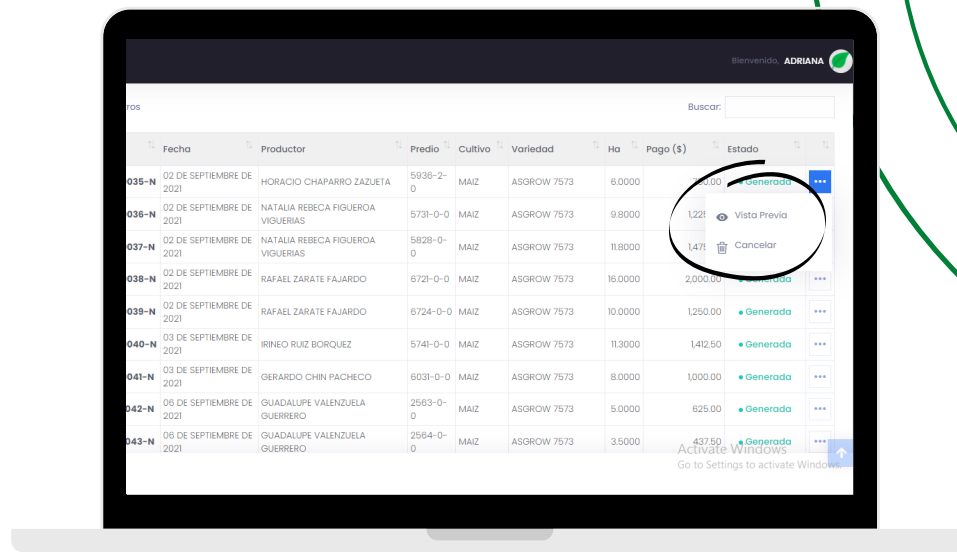 Bienvenido, ADRIANA
ros
Buscar:
Fecha Productor Predio Cultivo Variedad Ha Pago ($) Estado
035-N 02 DE SEPTIEMBRE DE 2021 HORACIO CHAPARRO ZAZUETA 5936-2-0 MAIZ ASGROW 7573 6.0000 Generada
036-N 02 DE SEPTIEMBRE DE 2021 NATALIA REBECA FIGUEROA VIGUERIAS 5731-0-0 MAIZ ASGROW 7573 9.8000
Vista Previa
037-N 02 DE SEPTIEMBRE DE 2021 NATALIA REBECA FIGUEROA VIGUERIAS 5828-0-0 MAIZ ASGROW 7573 11.8000
Cancelar
038-N 02 DE SEPTIEMBRE DE 2021 RAFAEL ZARATE FAJARDO 6721-0-0 MAIZ ASGROW 7573 16.0000 2,000.00 Generada
039-N 02 DE SEPTIEMBRE DE 2021 RAFAEL ZARATE FAJARDO 6724-0-0 MAIZ ASGROW 7573 10.0000 1,250.00 Generada
040-N 03 DE SEPTIEMBRE DE 2021 IRINEO RUIZ BORQUEZ 5741-0-0 MAIZ ASGROW 7573 11.3000 1,412.50 Generada
041-N 03 DE SEPTIEMBRE DE 2021 GERARDO CHIN PACHECO 6031-0-0 MAIZ ASGROW 7573 8.0000 1,000.00 Generada
042-N 06 DE SEPTIEMBRE DE 2021 GUADALUPE VALENZUELA GUERRERO 2563-0-0 MAIZ ASGROW 7573 5.0000 625.00 Generada
043-N 06 DE SEPTIEMBRE DE 2021 GUADALUPE VALENZUELA GUERRERO 2564-0-0 MAIZ ASGROW 7573 3.5000 437.50 Generada
Activate Windows
Go to Settings to activate Windows.